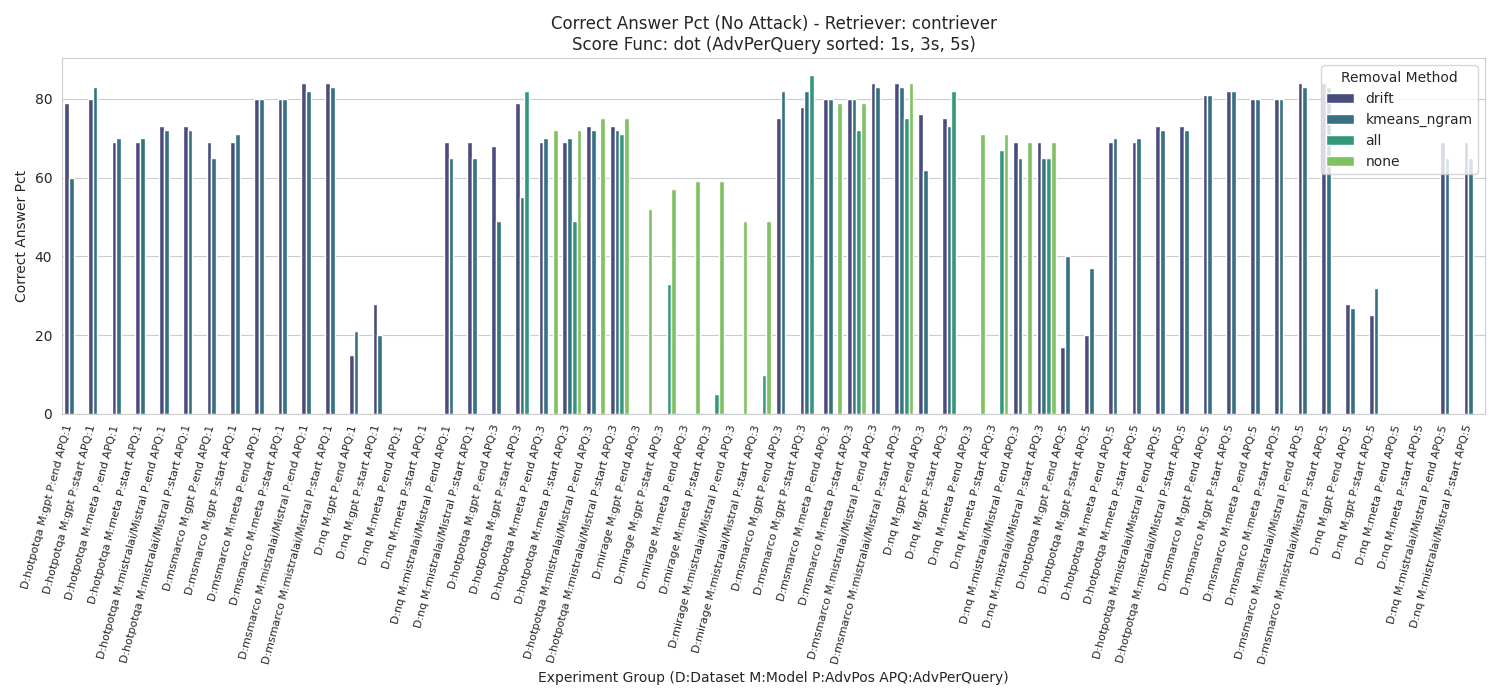 Correct Answer Pct (No Attack) - Retriever: contriever
Score Func: dot (AdvPerQuery sorted: 1s, 3s, 5s)
Correct Answer Pct
80
60
40
20
0
Removal Method
drift
kmeans_ngram
all
none
D:hotpotqa M:gpt P:end APQ:1
D:hotpotqa M:gpt P:start APQ:1
D:hotpotqa M:meta P:end APQ:1
D:hotpotqa M:meta P:start APQ:1
D:hotpotqa M:mistralai/Mistral P:end APQ:1
D:hotpotqa M:mistralai/Mistral P:start APQ:1
D:msmarco M:gpt P:end APQ:1
D:msmarco M:gpt P:start APQ:1
D:msmarco M:meta P:end APQ:1
D:msmarco M:meta P:start APQ:1
D:msmarco M:mistralai/Mistral P:end APQ:1
D:msmarco M:mistralai/Mistral P:start APQ:1
D:nq M:gpt P:end APQ:1
D:nq M:gpt P:start APQ:1
D:nq M:meta P:end APQ:1
D:nq M:meta P:start APQ:1
D:nq M:mistralai/Mistral P:end APQ:1
D:nq M:mistralai/Mistral P:start APQ:1
D:hotpotqa M:gpt P:end APQ:3
D:hotpotqa M:gpt P:start APQ:3
D:hotpotqa M:meta P:end APQ:3
D:hotpotqa M:meta P:start APQ:3
D:hotpotqa M:mistralai/Mistral P:end APQ:3
D:hotpotqa M:mistralai/Mistral P:start APQ:3
D:mirage M:gpt P:end APQ:3
D:mirage M:gpt P:start APQ:3
D:mirage M:meta P:end APQ:3
D:mirage M:meta P:start APQ:3
D:mirage M:mistralai/Mistral P:end APQ:3
D:mirage M:mistralai/Mistral P:start APQ:3
D:msmarco M:gpt P:end APQ:3
D:msmarco M:gpt P:start APQ:3
D:msmarco M:meta P:end APQ:3
D:msmarco M:meta P:start APQ:3
D:msmarco M:mistralai/Mistral P:end APQ:3
D:msmarco M:mistralai/Mistral P:start APQ:3
D:nq M:gpt P:end APQ:3
D:nq M:gpt P:start APQ:3
D:nq M:meta P:end APQ:3
D:nq M:meta P:start APQ:3
D:nq M:mistralai/Mistral P:end APQ:3
D:nq M:mistralai/Mistral P:start APQ:3
D:hotpotqa M:gpt P:end APQ:5
D:hotpotqa M:gpt P:start APQ:5
D:hotpotqa M:meta P:end APQ:5
D:hotpotqa M:meta P:start APQ:5
D:hotpotqa M:mistralai/Mistral P:end APQ:5
D:hotpotqa M:mistralai/Mistral P:start APQ:5
D:msmarco M:gpt P:end APQ:5
D:msmarco M:gpt P:start APQ:5
D:msmarco M:meta P:end APQ:5
D:msmarco M:meta P:start APQ:5
D:msmarco M:mistralai/Mistral P:end APQ:5
D:msmarco M:mistralai/Mistral P:start APQ:5
D:nq M:gpt P:end APQ:5
D:nq M:gpt P:start APQ:5
D:nq M:meta P:end APQ:5
D:nq M:meta P:start APQ:5
D:nq M:mistralai/Mistral P:end APQ:5
D:nq M:mistralai/Mistral P:start APQ:5
Experiment Group (D:Dataset M:Model P:AdvPos APQ:AdvPerQuery)